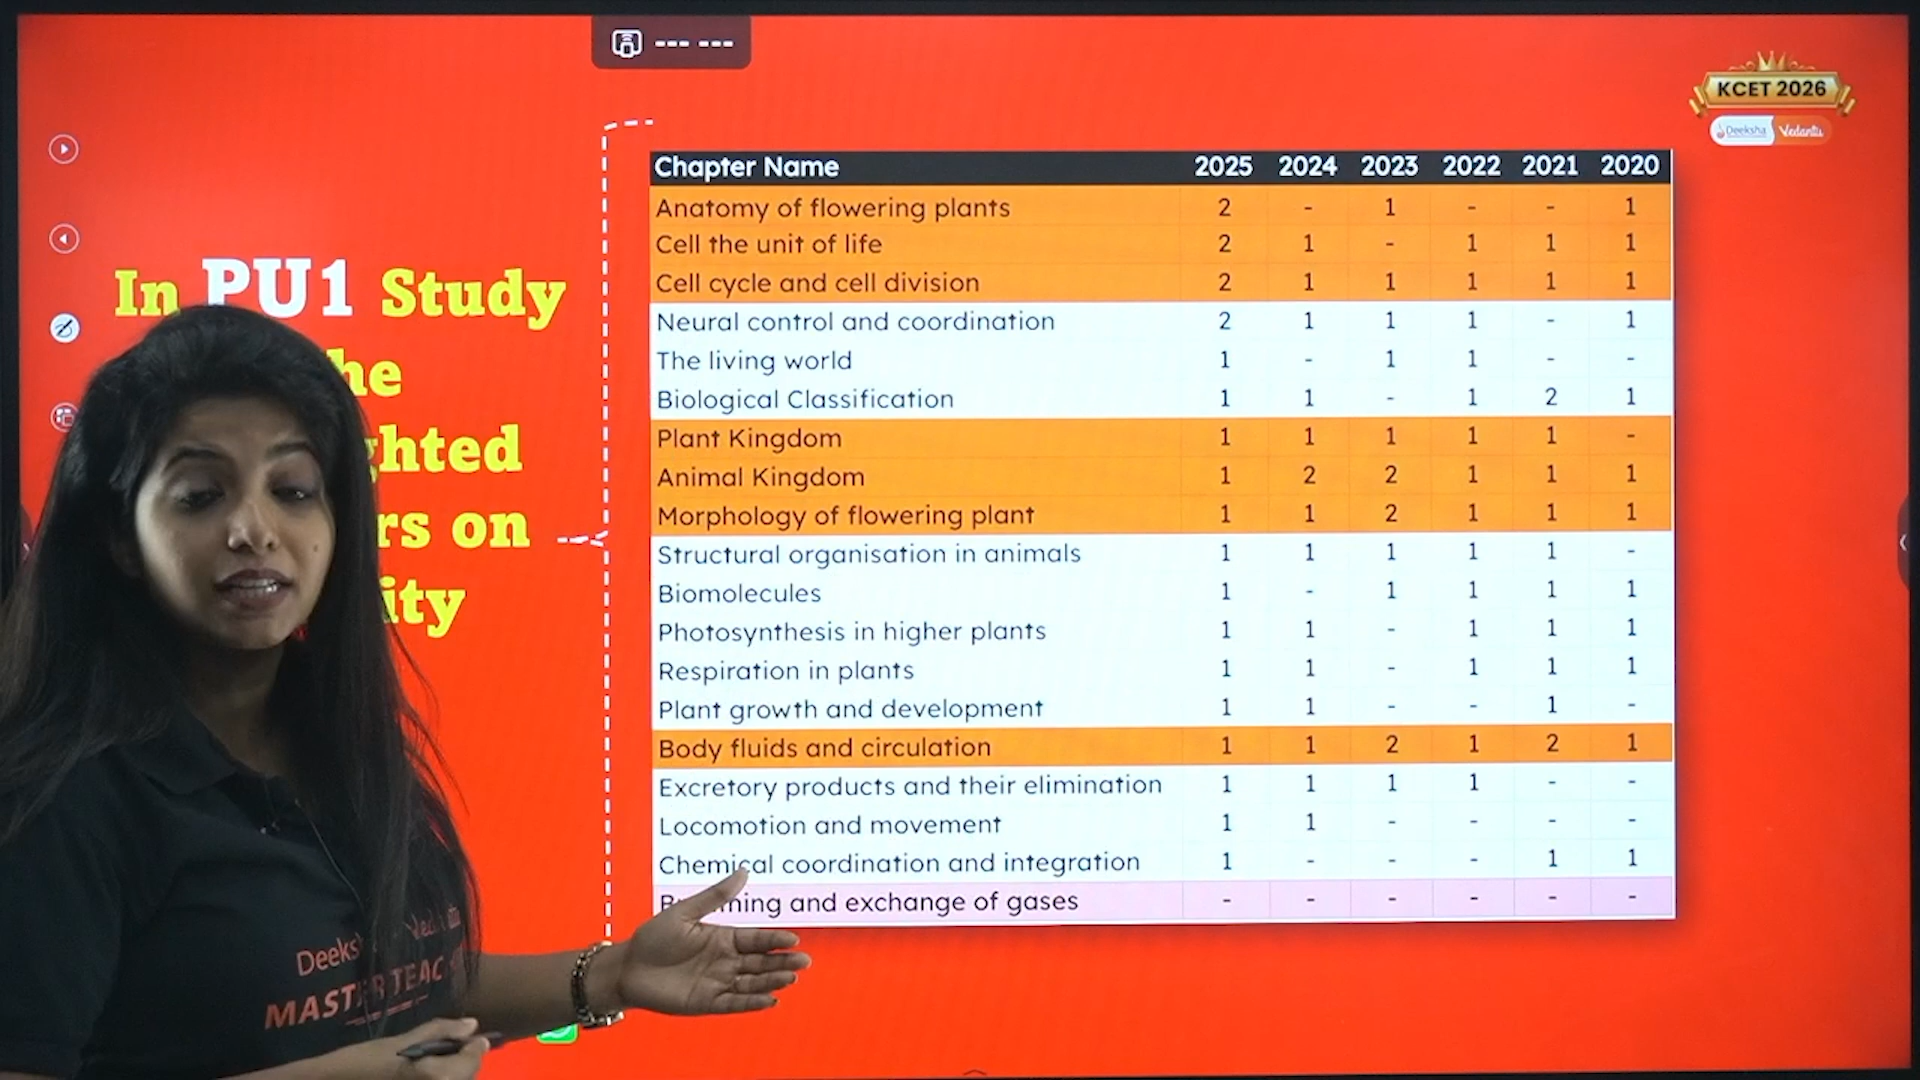 KCET 2026
Deeksha Vedantu
In PU1 Study
he
ghted
rs on
ity
Chapter Name 2025 2024 2023 2022 2021 2020
Anatomy of flowering plants 2 - 1 - - 1
Cell the unit of life 2 1 - 1 1 1
Cell cycle and cell division 2 1 1 1 1 1
Neural control and coordination 2 1 1 1 - 1
The living world 1 - 1 1 - -
Biological Classification 1 1 - 1 2 1
Plant Kingdom 1 1 1 1 1 -
Animal Kingdom 1 2 2 1 1 1
Morphology of flowering plant 1 1 2 1 1 1
Structural organisation in animals 1 1 1 1 1 -
Biomolecules 1 - 1 1 1 1
Photosynthesis in higher plants 1 1 - 1 1 1
Respiration in plants 1 1 - 1 1 1
Plant growth and development 1 1 - - 1 -
Body fluids and circulation 1 1 2 1 2 1
Excretory products and their elimination 1 1 1 1 - -
Locomotion and movement 1 1 - - - -
Chemical coordination and integration 1 - - - 1 1
and exchange of gases - - - - - -
Deeks
MAST R TEAC